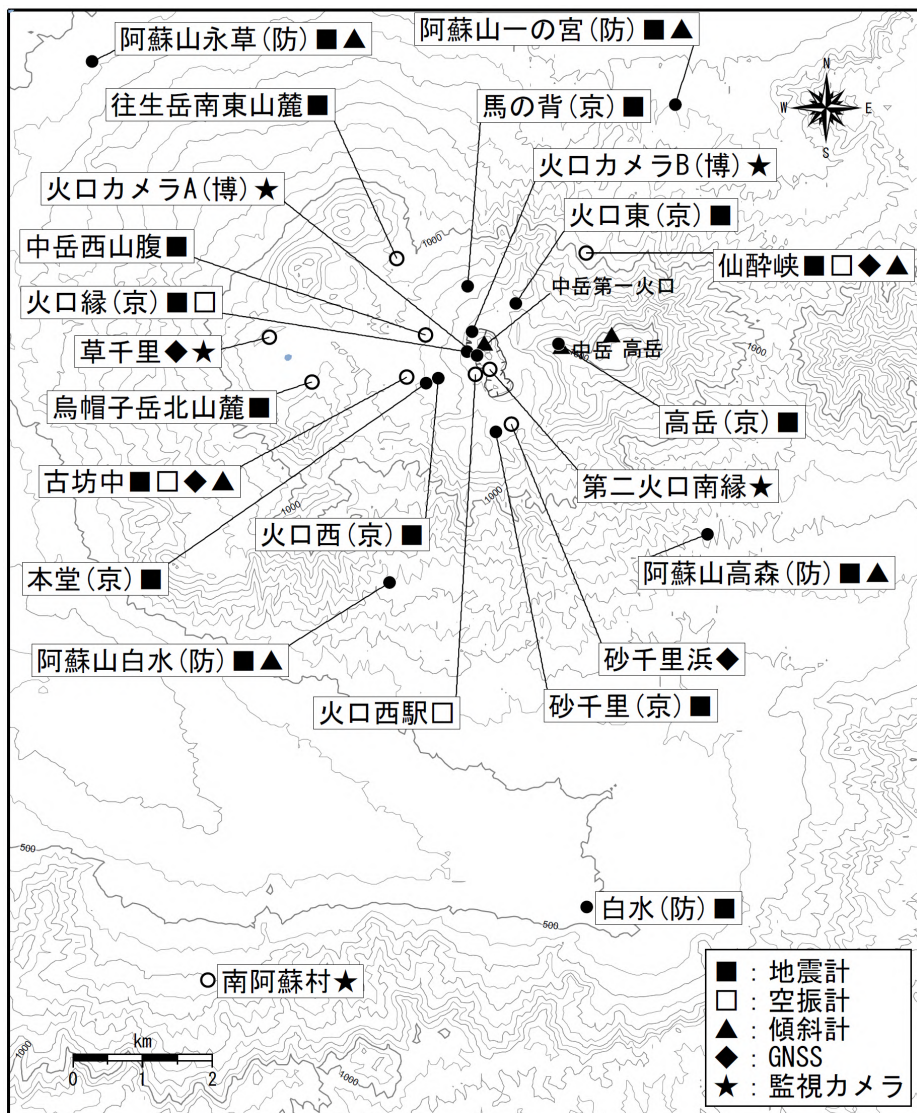 阿蘇山永草(防)■▲
阿蘇山一の宮(防)■▲
N
W
E
S
往生岳南東山麓■
馬の背(京)■
火口カメラA(博)★
火口カメラB(博)★
火口東(京)■
中岳西山腹■
仙酔峡■□◆▲
中岳第一火口
火口縁(京)■□
草千里◆★
中岳 高岳
烏帽子岳北山麓■
高岳(京)■
古坊中■□◆▲
第二火口南縁★
火口西(京)■
本堂(京)■
阿蘇山高森(防)■▲
阿蘇山白水(防)■▲
砂千里浜◆
火口西駅□
砂千里(京)■
1000
1000
1000
1000
1000
500
500
白水(防)■
南阿蘇村★
1000
km
0 1 2
■：地震計
□：空振計
▲：傾斜計
◆：GNSS
★：監視カメラ